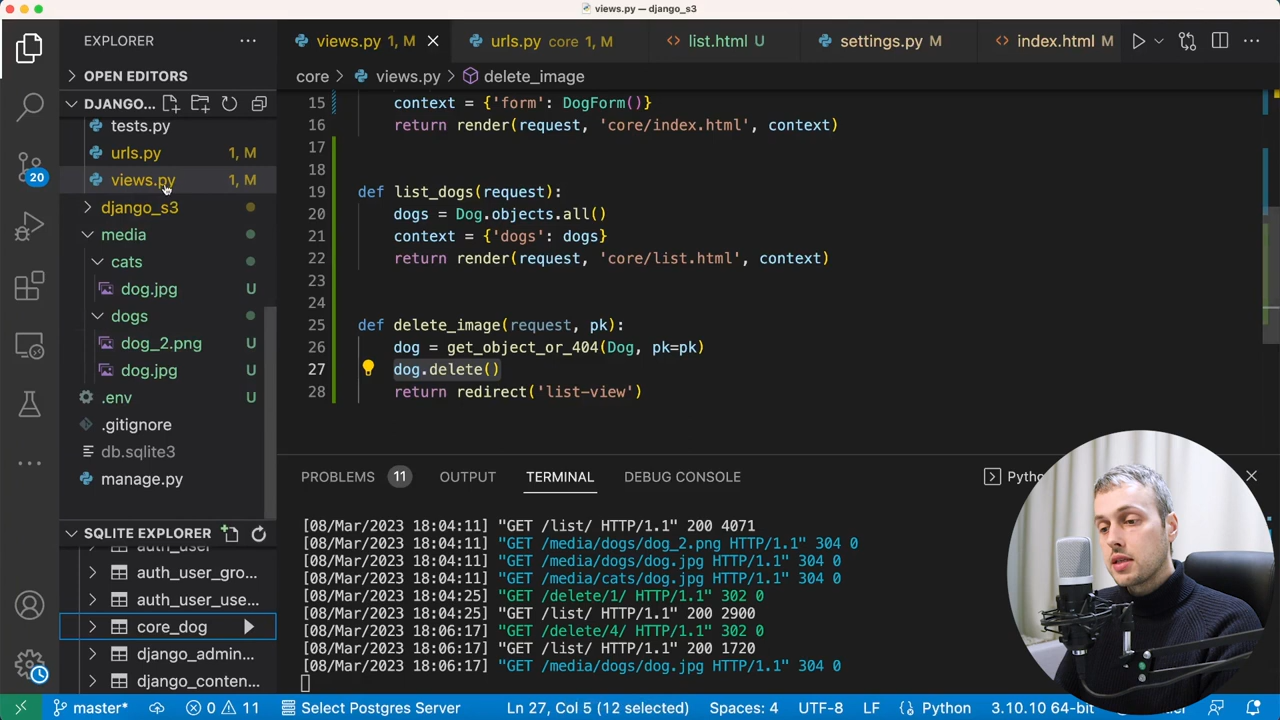 views.py — django_s3
EXPLORER
views.py 1, M
urls.py core 1, M
list.html U
settings.py M
index.html M
OPEN EDITORS
core
views.py
delete_image
DJANGO...
tests.py
urls.py 1, M
views.py 1, M
django_s3
media
cats
dog.jpg U
dogs
dog_2.png U
dog.jpg U
.env U
.gitignore
db.sqlite3
manage.py
20
15 context = {'form': DogForm()}
16 return render(request, 'core/index.html', context)
17
18
19 def list_dogs(request):
20 dogs = Dog.objects.all()
21 context = {'dogs': dogs}
22 return render(request, 'core/list.html', context)
23
24
25 def delete_image(request, pk):
26 dog = get_object_or_404(Dog, pk=pk)
27 dog.delete()
28 return redirect('list-view')
PROBLEMS 11 OUTPUT TERMINAL DEBUG CONSOLE
[08/Mar/2023 18:04:11] "GET /list/ HTTP/1.1" 200 4071
[08/Mar/2023 18:04:11] "GET /media/dogs/dog_2.png HTTP/1.1" 304 0
[08/Mar/2023 18:04:11] "GET /media/dogs/dog.jpg HTTP/1.1" 304 0
[08/Mar/2023 18:04:11] "GET /media/cats/dog.jpg HTTP/1.1" 304 0
[08/Mar/2023 18:04:25] "GET /delete/1/ HTTP/1.1" 302 0
[08/Mar/2023 18:04:25] "GET /list/ HTTP/1.1" 200 2900
[08/Mar/2023 18:06:17] "GET /delete/4/ HTTP/1.1" 302 0
[08/Mar/2023 18:06:17] "GET /list/ HTTP/1.1" 200 1720
[08/Mar/2023 18:06:17] "GET /media/dogs/dog.jpg HTTP/1.1" 304 0
SQLITE EXPLORER
auth_user
auth_user_gro...
auth_user_use...
core_dog
django_admin...
django_conten...
master*
0 11
Select Postgres Server
Ln 27, Col 5 (12 selected)
Spaces: 4
UTF-8
LF
Python
3.10.10 64-bit